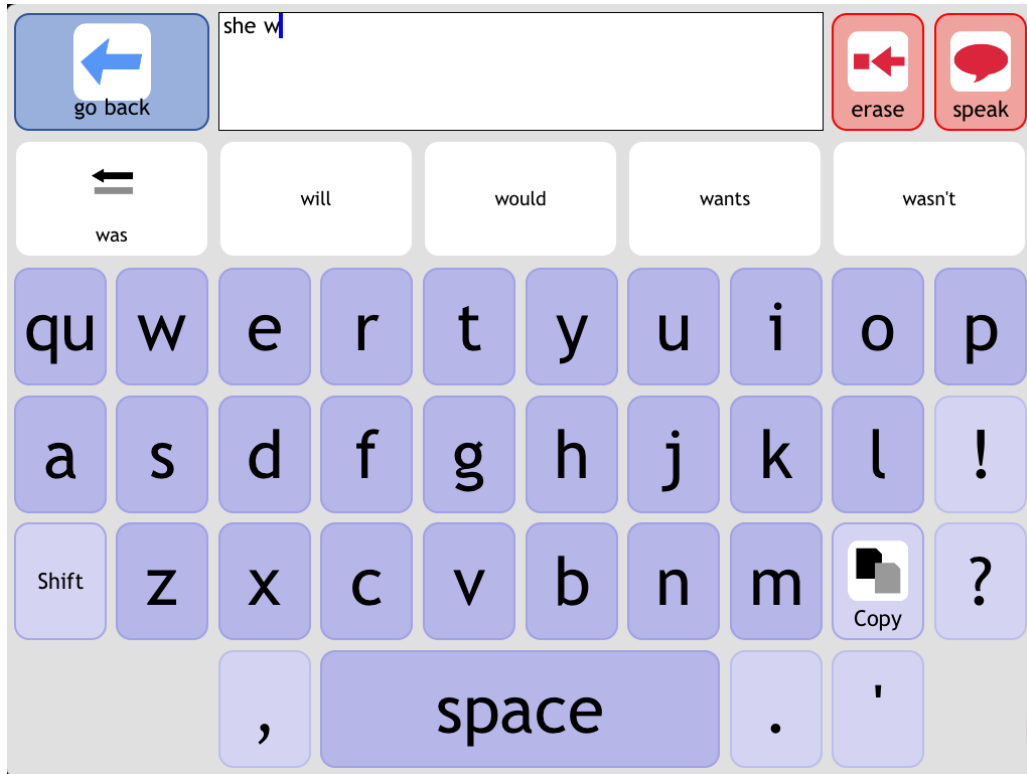 go back
she w
erase
speak
was
will
would
wants
wasn't
qu w e r t y u i o p
a s d f g h j k l !
Shift z x c v b n m Copy ?
, space . '